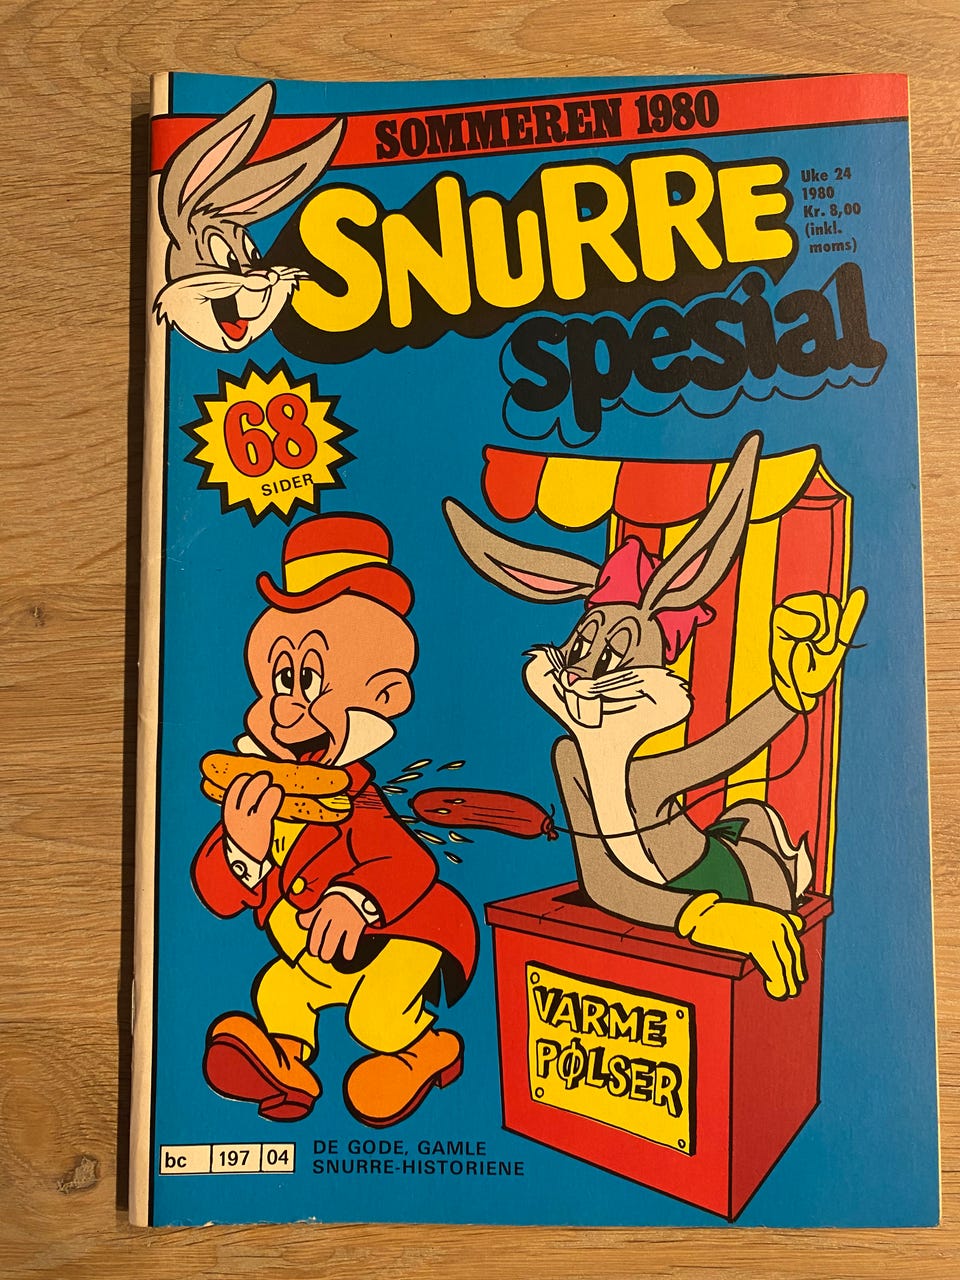 SOMMEREN 1980
SNURRE
spesial
Uke 24
1980
Kr. 8,00
(inkl.
moms)
68
SIDER
VARME
PØLSER
bc 197 04
DE GODE, GAMLE
SNURRE-HISTORIENE